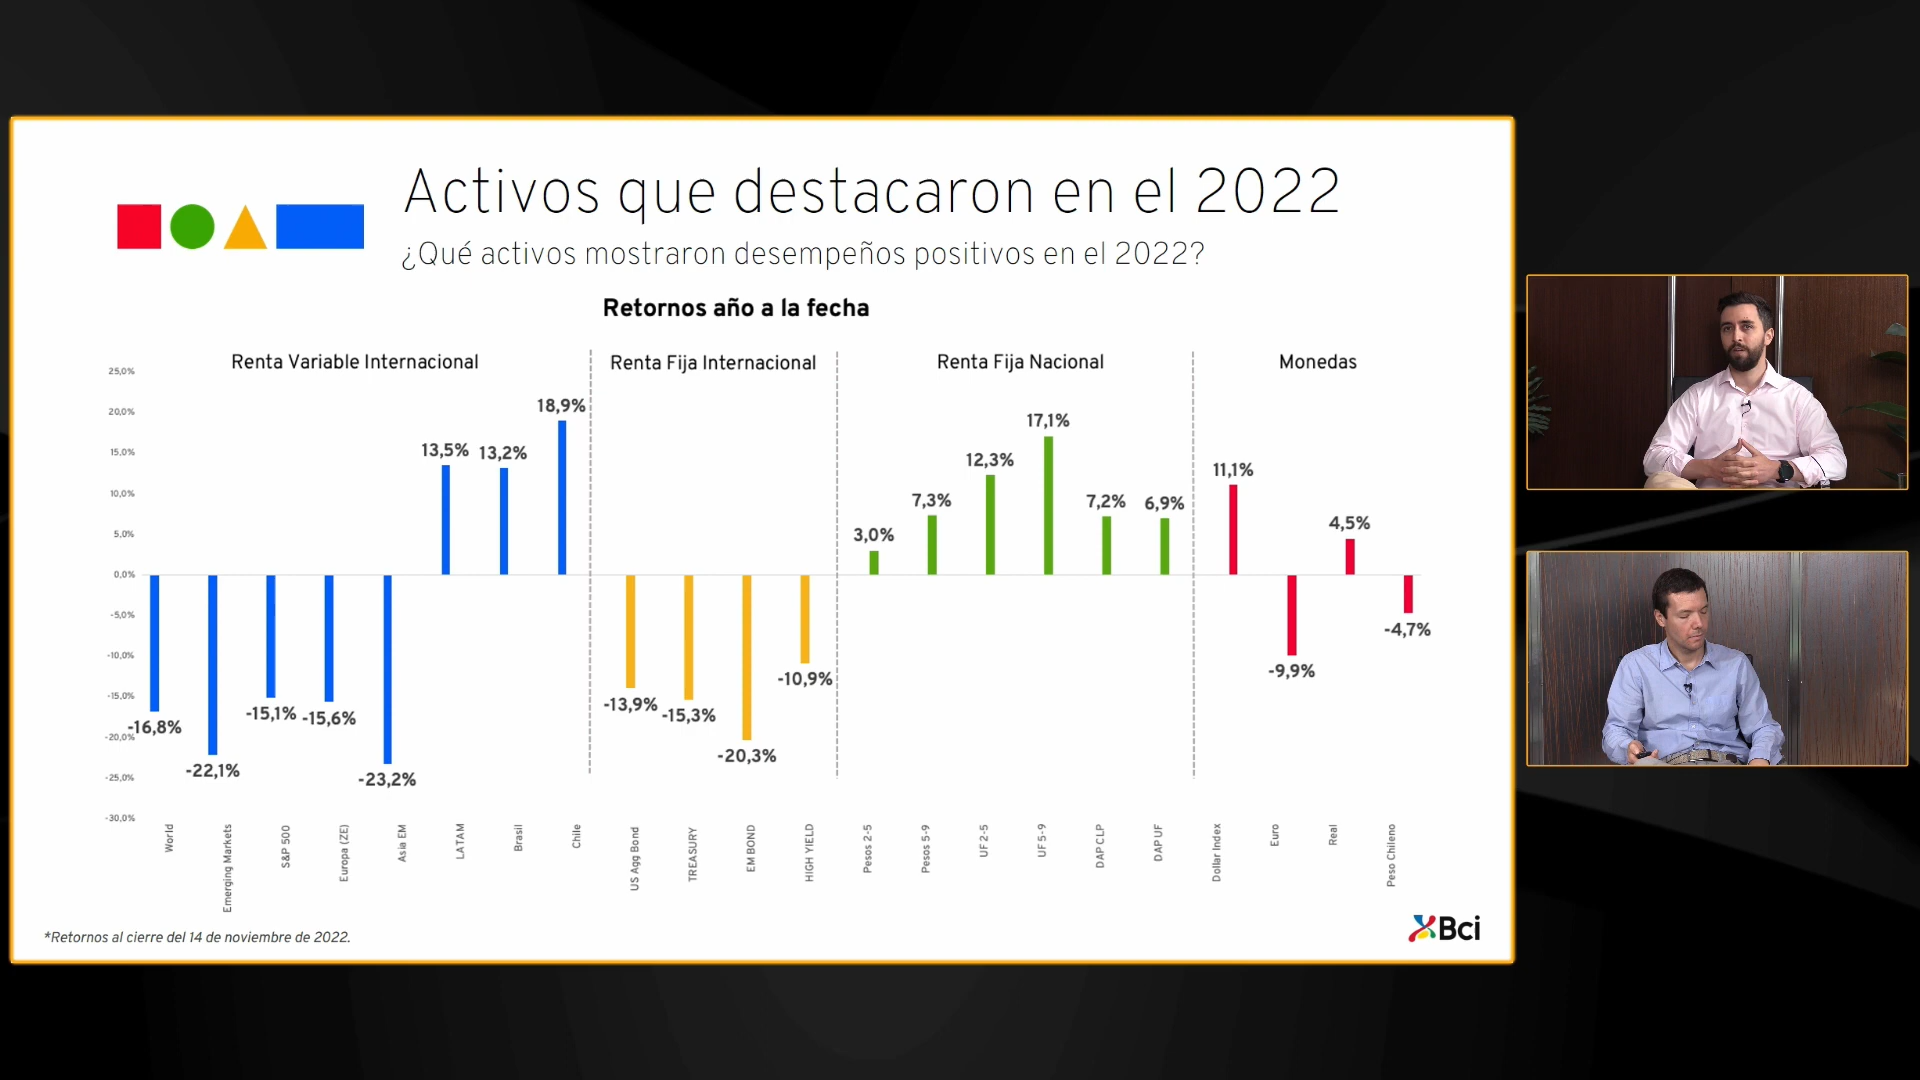 Activos que destacaron en el 2022
¿Qué activos mostraron desempeños positivos en el 2022?
Retornos año a la fecha
Renta Variable Internacional
Renta Fija Internacional
Renta Fija Nacional
Monedas
25,0%
20,0%
15,0%
10,0%
5,0%
0,0%
-5,0%
-10,0%
-15,0%
-20,0%
-25,0%
-30,0%
-16,8%
-22,1%
-15,1%
-15,6%
-23,2%
13,5%
13,2%
18,9%
-13,9%
-15,3%
-20,3%
-10,9%
3,0%
7,3%
12,3%
17,1%
7,2%
6,9%
11,1%
-9,9%
4,5%
-4,7%
World
Emerging Markets
S&P 500
Europa (ZE)
Asia EM
LATAM
Brasil
Chile
US Agg Bond
TREASURY
EM BOND
HIGH YIELD
Pesos 2-5
Pesos 5-9
UF 2-5
UF 5-9
DAP CLP
DAP UF
Dollar Index
Euro
Real
Peso Chileno
*Retornos al cierre del 14 de noviembre de 2022.
Bci